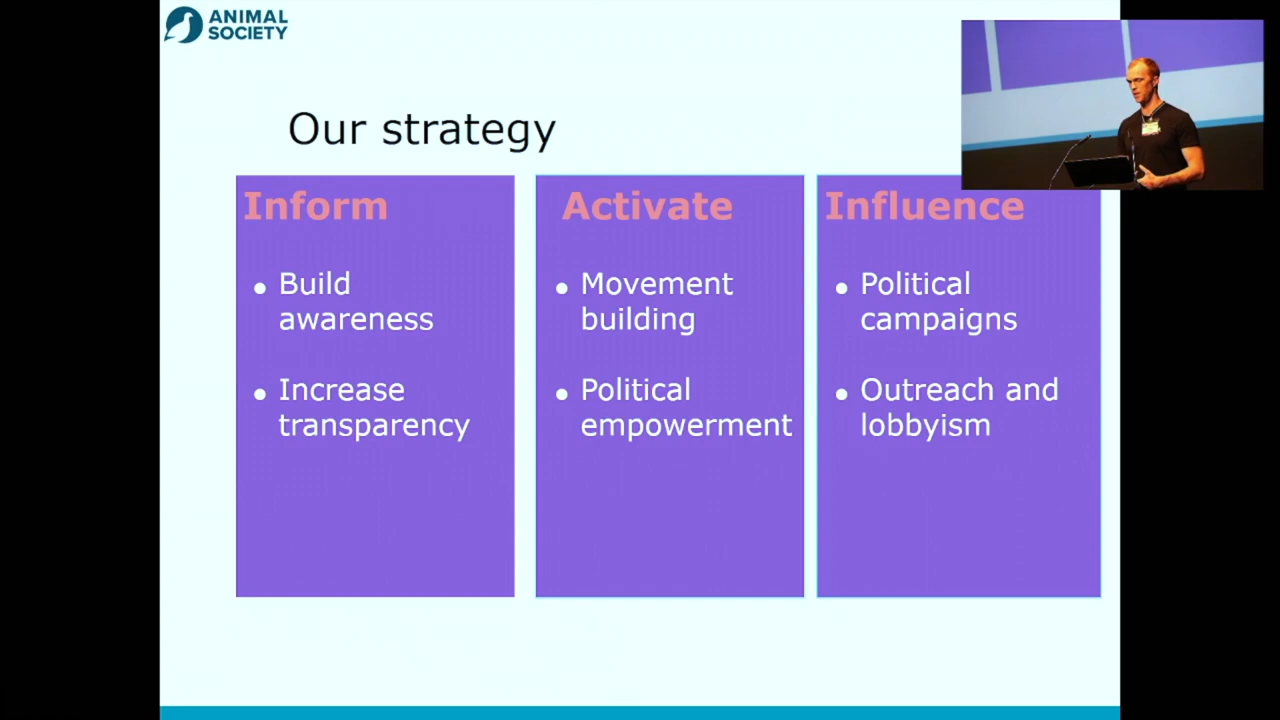 ANIMAL
SOCIETY
Our strategy
Inform
• Build
awareness
• Increase
transparency
Activate
• Movement
building
• Political
empowerment
Influence
• Political
campaigns
• Outreach and
lobbyism